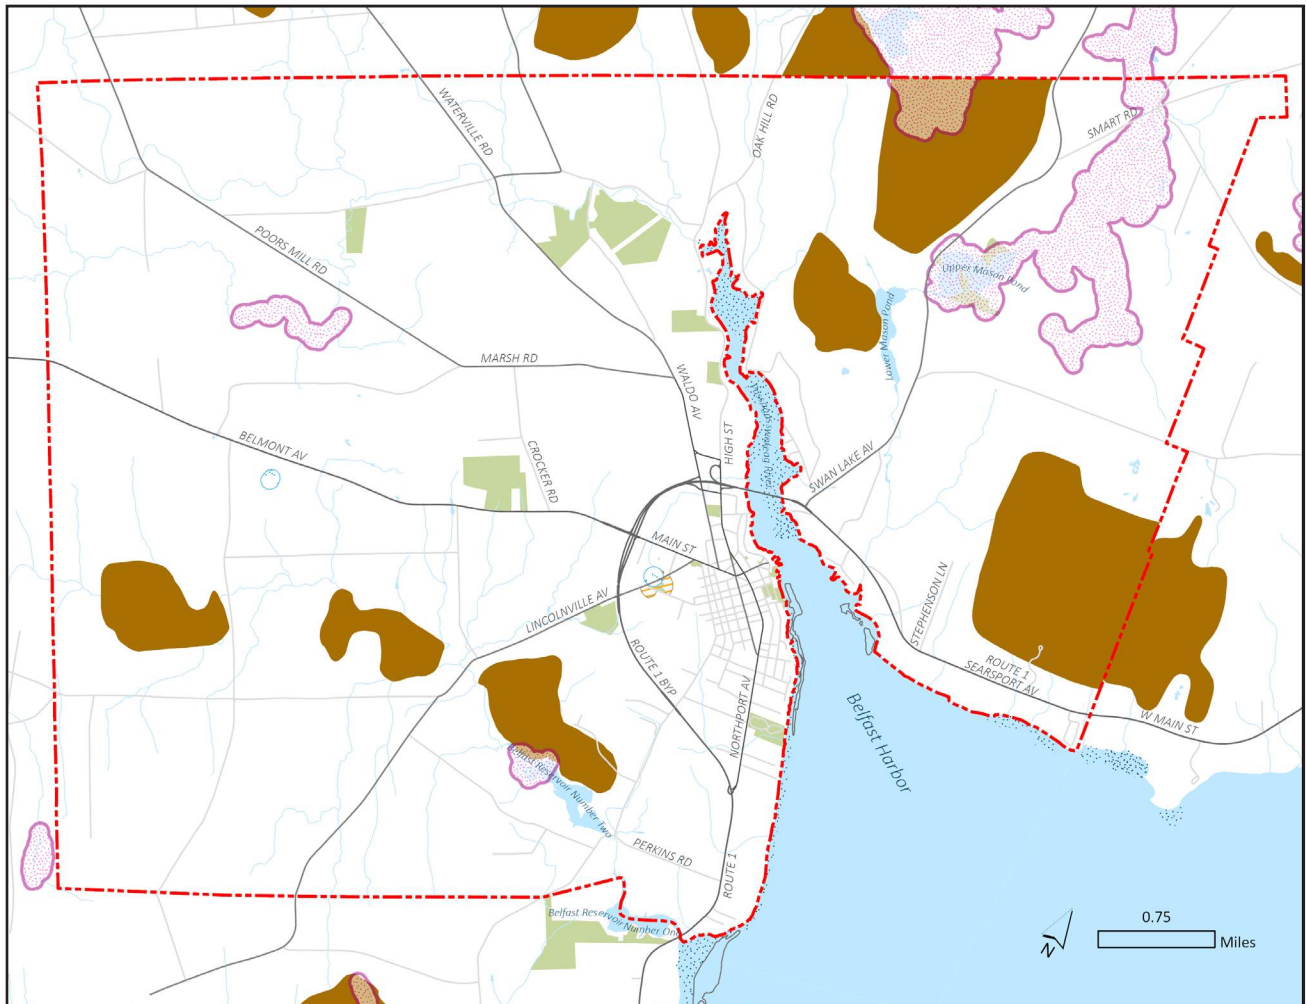 WATERVILLE RD
OAK HILL RD
SMART RD
POORS MILL RD
Upper Mason Pond
Lower Mason Pond
MARSH RD
WALDO AV
HIGH ST
BELMONT AV
CROCKER RD
SWAN LAKE AV
MAIN ST
LINCOLNVILLE AV
STEPHENSON LN
ROUTE 1 BYP
ROUTE 1
SEARSPORT AV
NORTHPORT AV
W MAIN ST
Belfast Harbor
Belfast Reservoir Number Two
PERKINS RD
ROUTE 1
Belfast Reservoir Number One
N
0.75
Miles